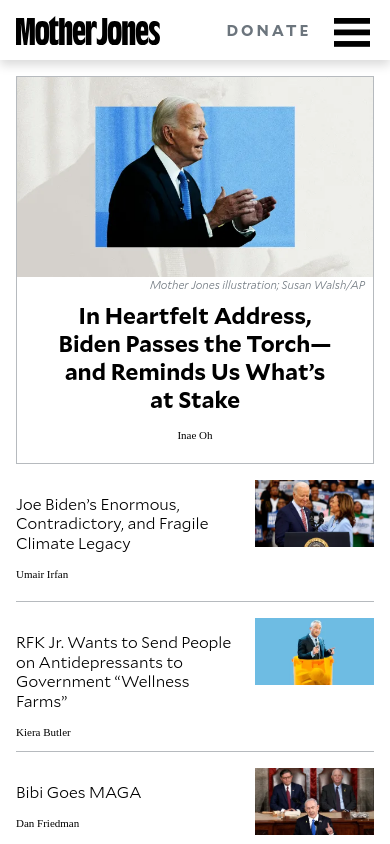 Mother Jones
DONATE
Mother Jones illustration; Susan Walsh/AP
In Heartfelt Address,
Biden Passes the Torch—
and Reminds Us What’s
at Stake
Inae Oh
Joe Biden’s Enormous,
Contradictory, and Fragile
Climate Legacy
Umair Irfan
RFK Jr. Wants to Send People
on Antidepressants to
Government “Wellness
Farms”
Kiera Butler
Bibi Goes MAGA
Dan Friedman